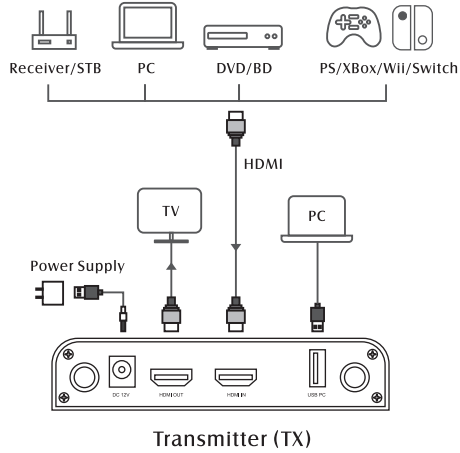 Receiver/STB PC DVD/BD PS/XBox/Wii/Switch
HDMI
TV
PC
Power Supply
DC 12V HDMI OUT HDMI IN USB PC
Transmitter (TX)